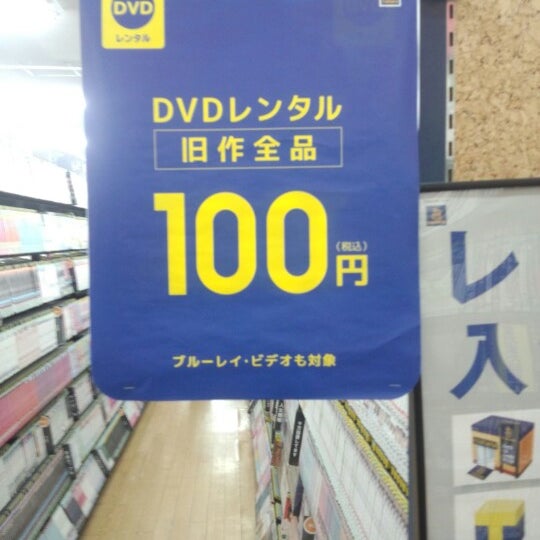 DVD
レンタル
DVDレンタル
旧作全品
100円
(税込)
ブルーレイ・ビデオも対象
レ
入